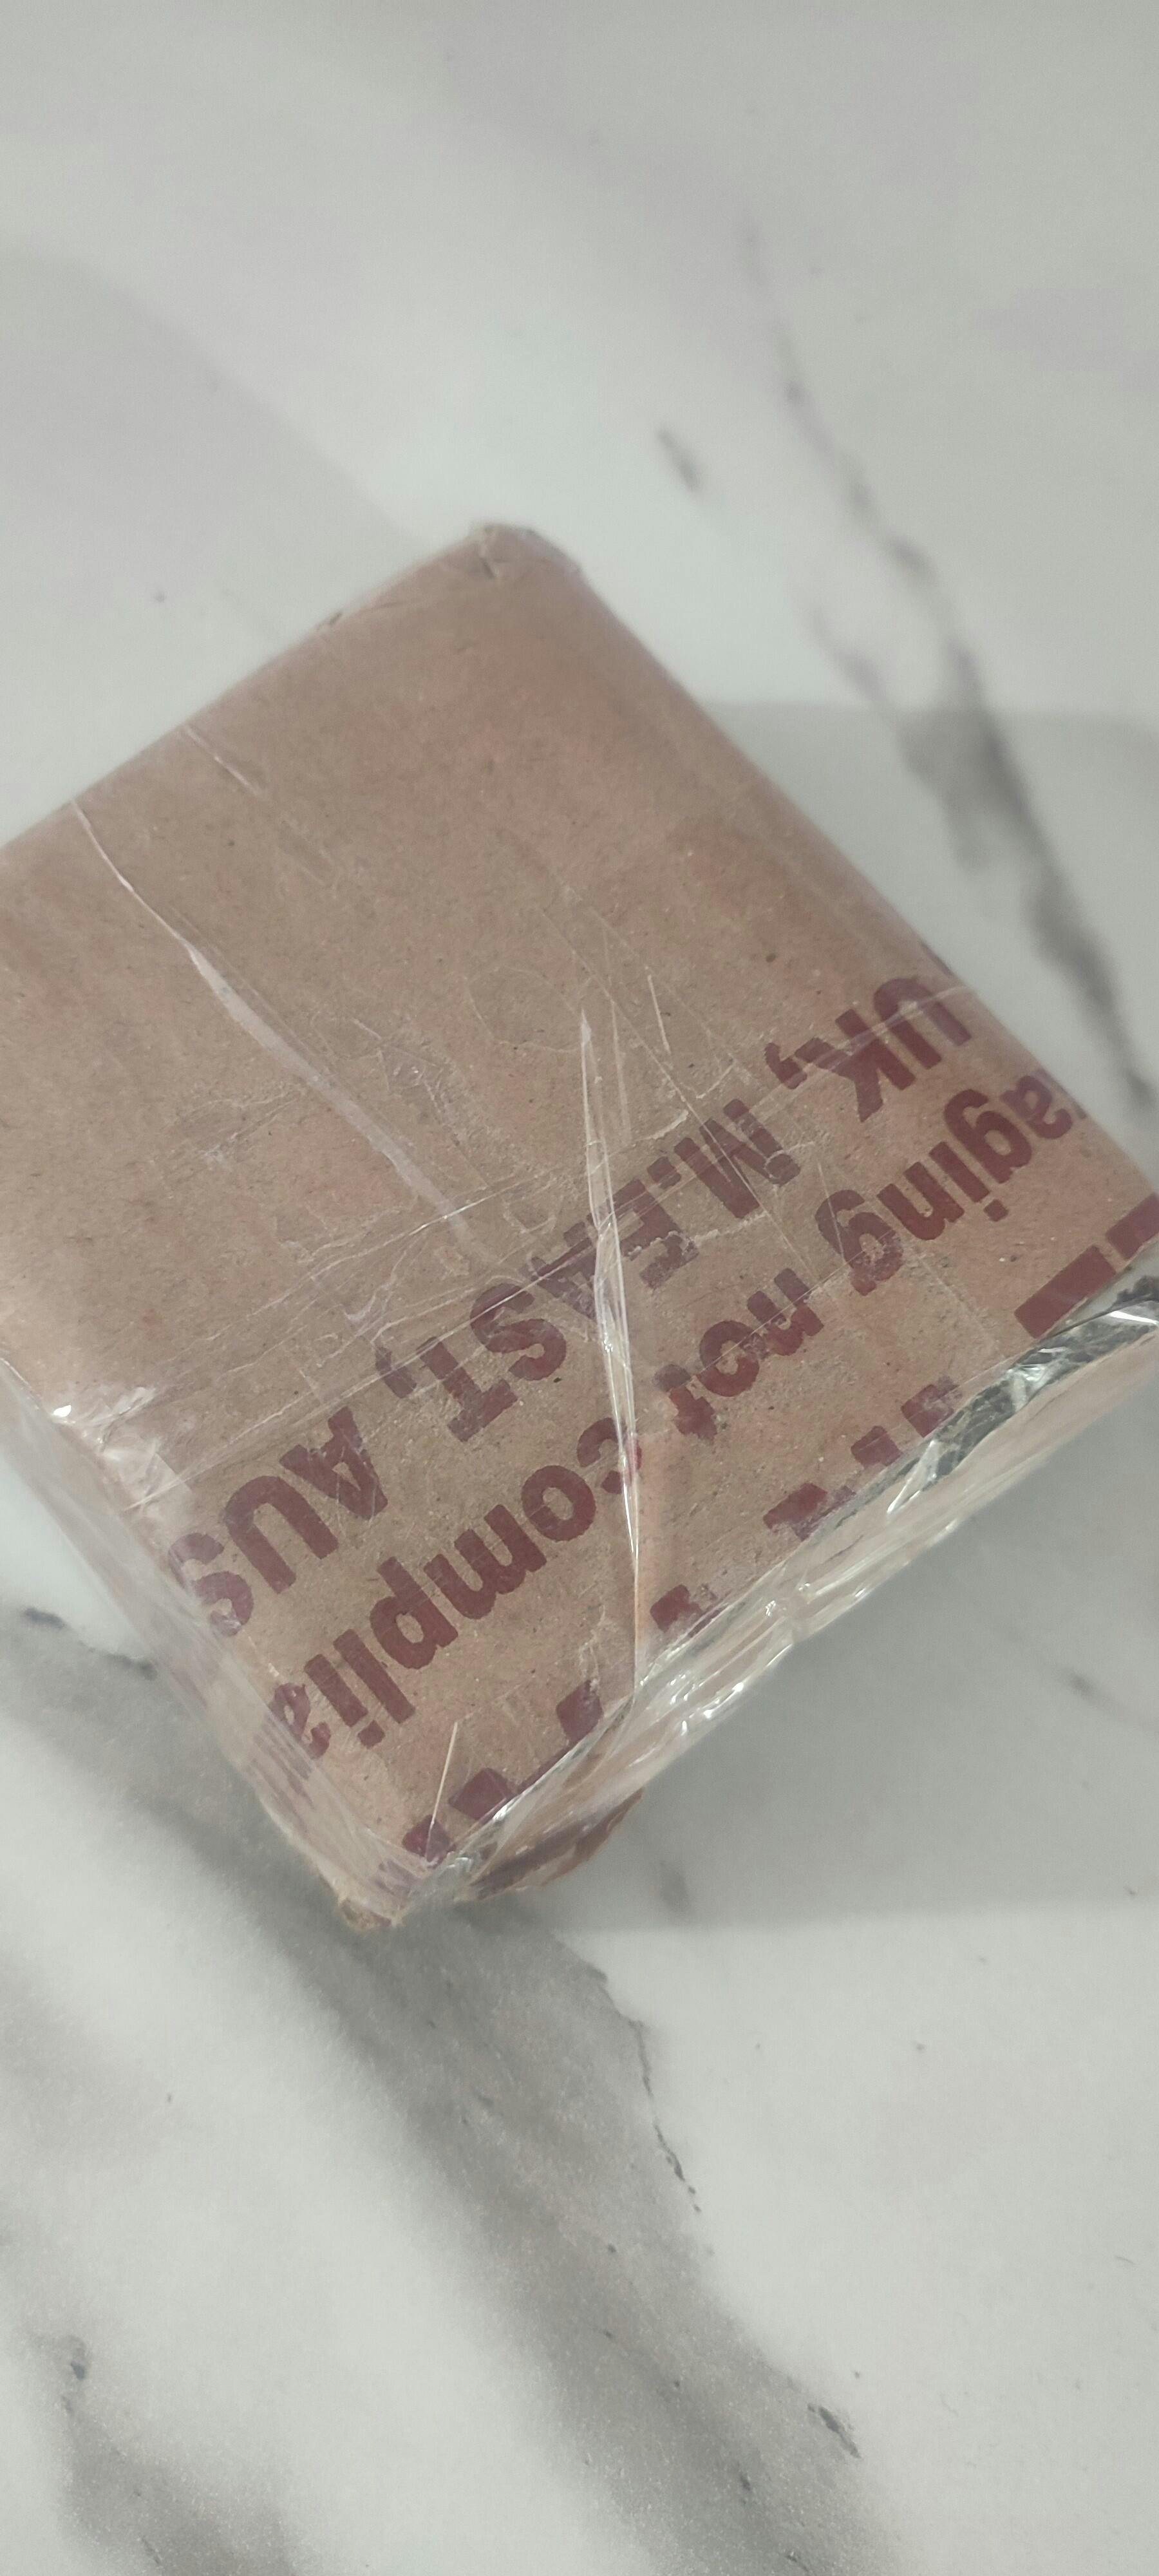 UK, M.EAST, AUS
aging not complia